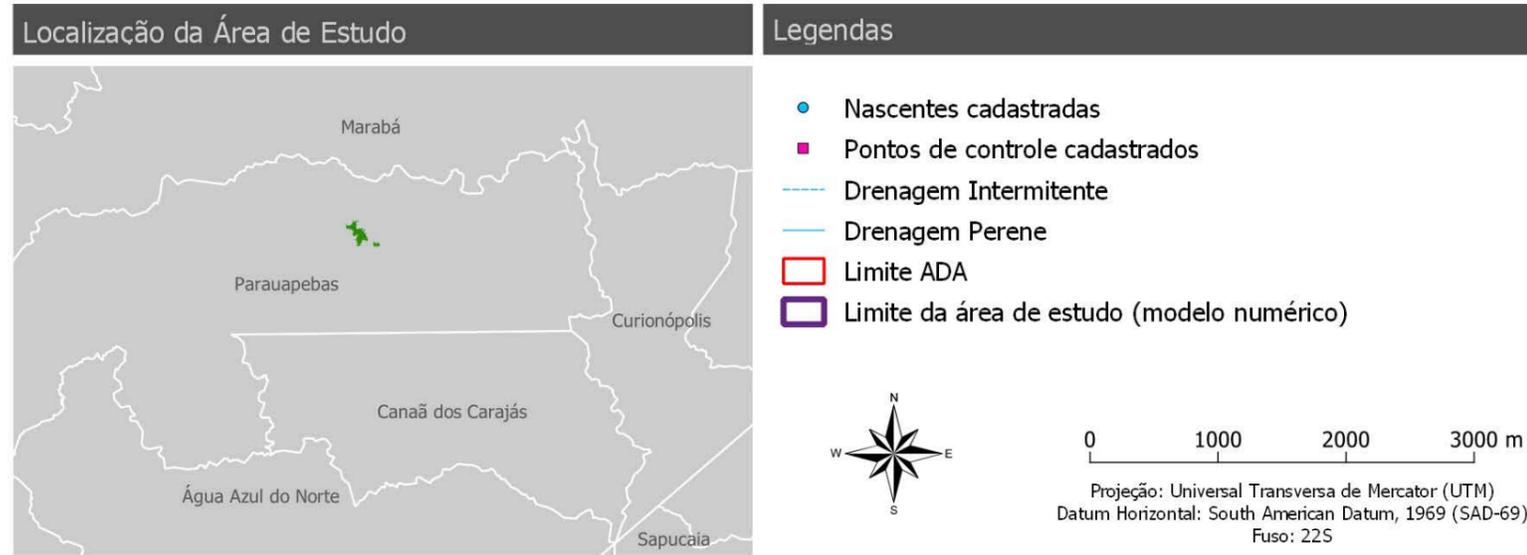 Localização da Área de Estudo
Marabá
Parauapebas
Curionópolis
Canaã dos Carajás
Água Azul do Norte
Sapucaia
Legendas
Nascentes cadastradas
Pontos de controle cadastrados
Drenagem Intermitente
Drenagem Perene
Limite ADA
Limite da área de estudo (modelo numérico)
N
W E
S
0 1000 2000 3000 m
Projeção: Universal Transversa de Mercator (UTM)
Datum Horizontal: South American Datum, 1969 (SAD-69)
Fuso: 22S